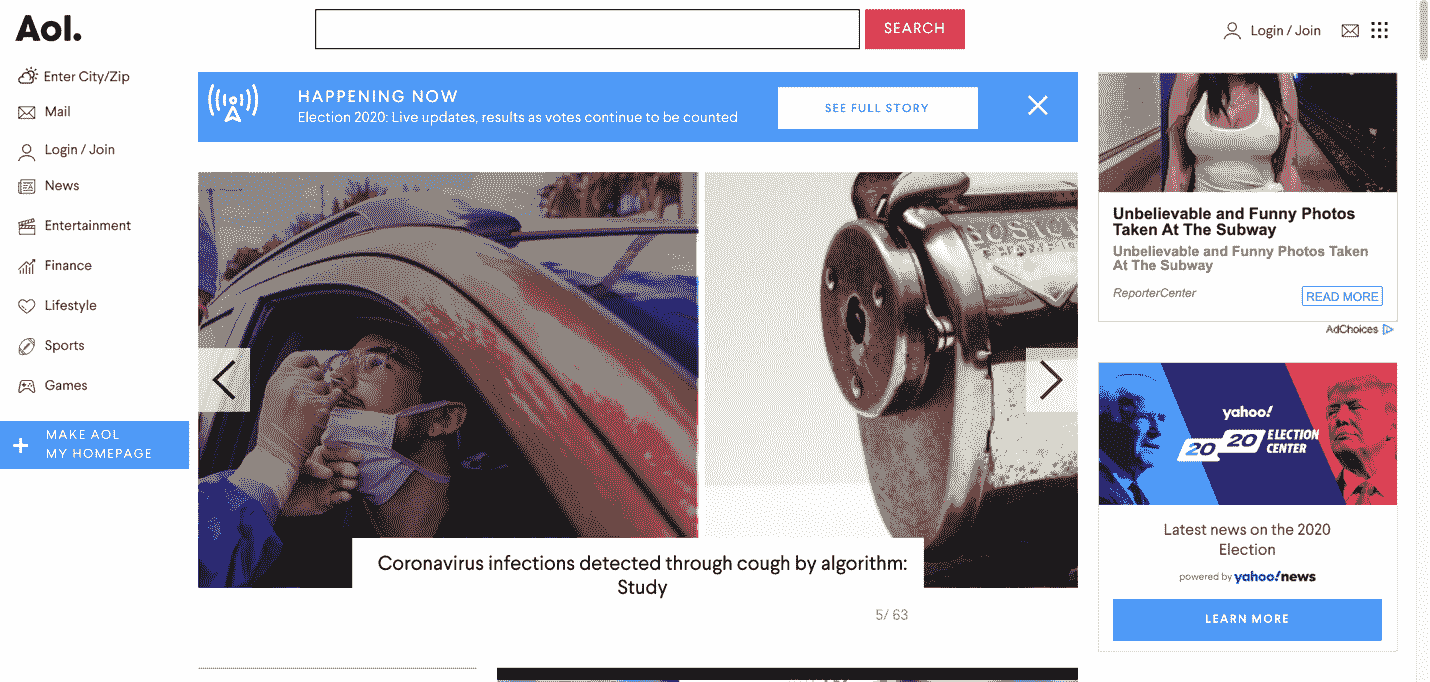 Aol.
SEARCH
Login / Join
Enter City/Zip
Mail
Login / Join
News
Entertainment
Finance
Lifestyle
Sports
Games
MAKE AOL
MY HOMEPAGE
HAPPENING NOW
Election 2020: Live updates, results as votes continue to be counted
SEE FULL STORY
BOSTON
Coronavirus infections detected through cough by algorithm:
Study
5/ 63
Unbelievable and Funny Photos
Taken At The Subway
Unbelievable and Funny Photos Taken
At The Subway
ReporterCenter
READ MORE
AdChoices
yahoo!
2020 ELECTION
CENTER
Latest news on the 2020
Election
powered by yahoo!news
LEARN MORE